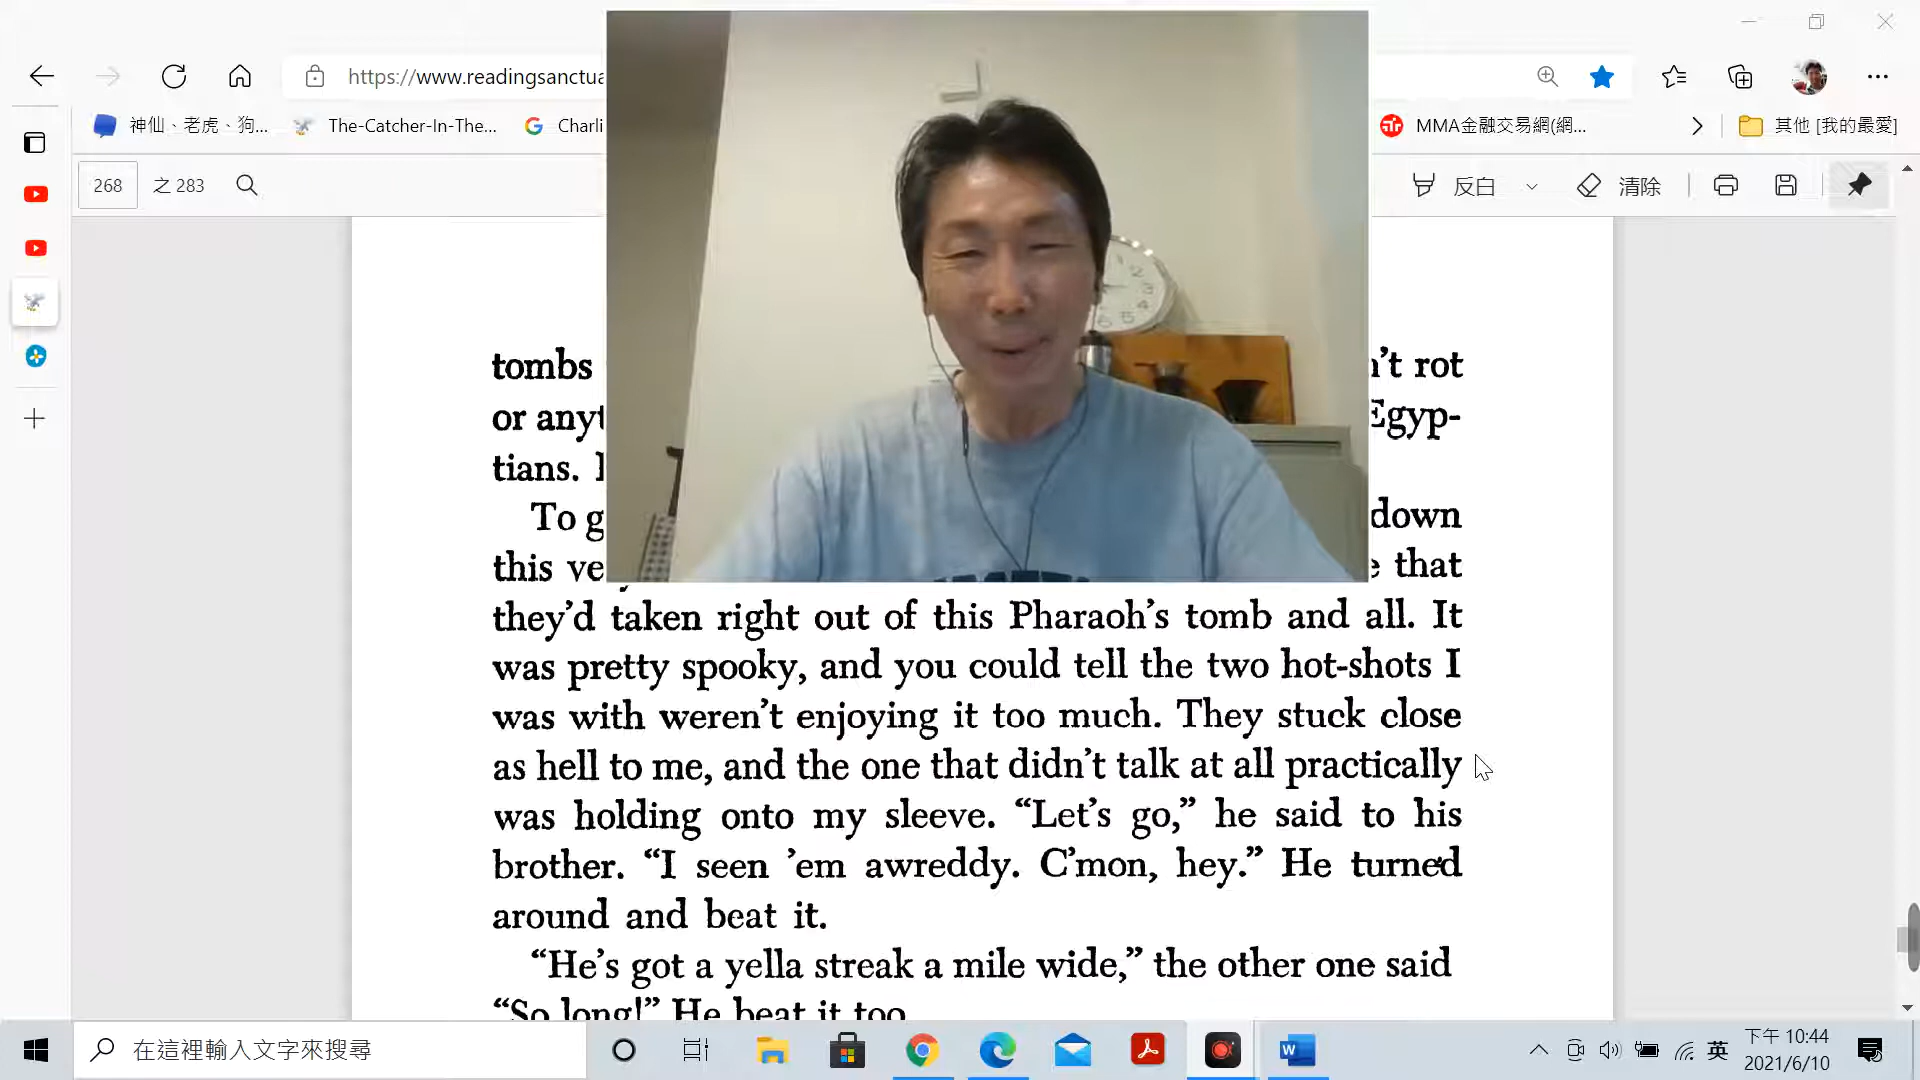 https://www.readingsanctua
神仙、老虎、狗...
The-Catcher-In-The...
Charli
MMA金融交易網(網...
其他 [我的最愛]
268
之 283
反白
清除
tombs
n't rot
or anyt
Egyp-
tians.
To g
down
this ve
e that
they'd taken right out of this Pharaoh's tomb and all. It
was pretty spooky, and you could tell the two hot-shots I
was with weren't enjoying it too much. They stuck close
as hell to me, and the one that didn't talk at all practically
was holding onto my sleeve. “Let's go,” he said to his
brother. “I seen 'em awreddy. C'mon, hey.” He turned
around and beat it.
“He's got a yella streak a mile wide,” the other one said
“So long!” He beat it too
在這裡輸入文字來搜尋
英
下午 10:44
2021/6/10